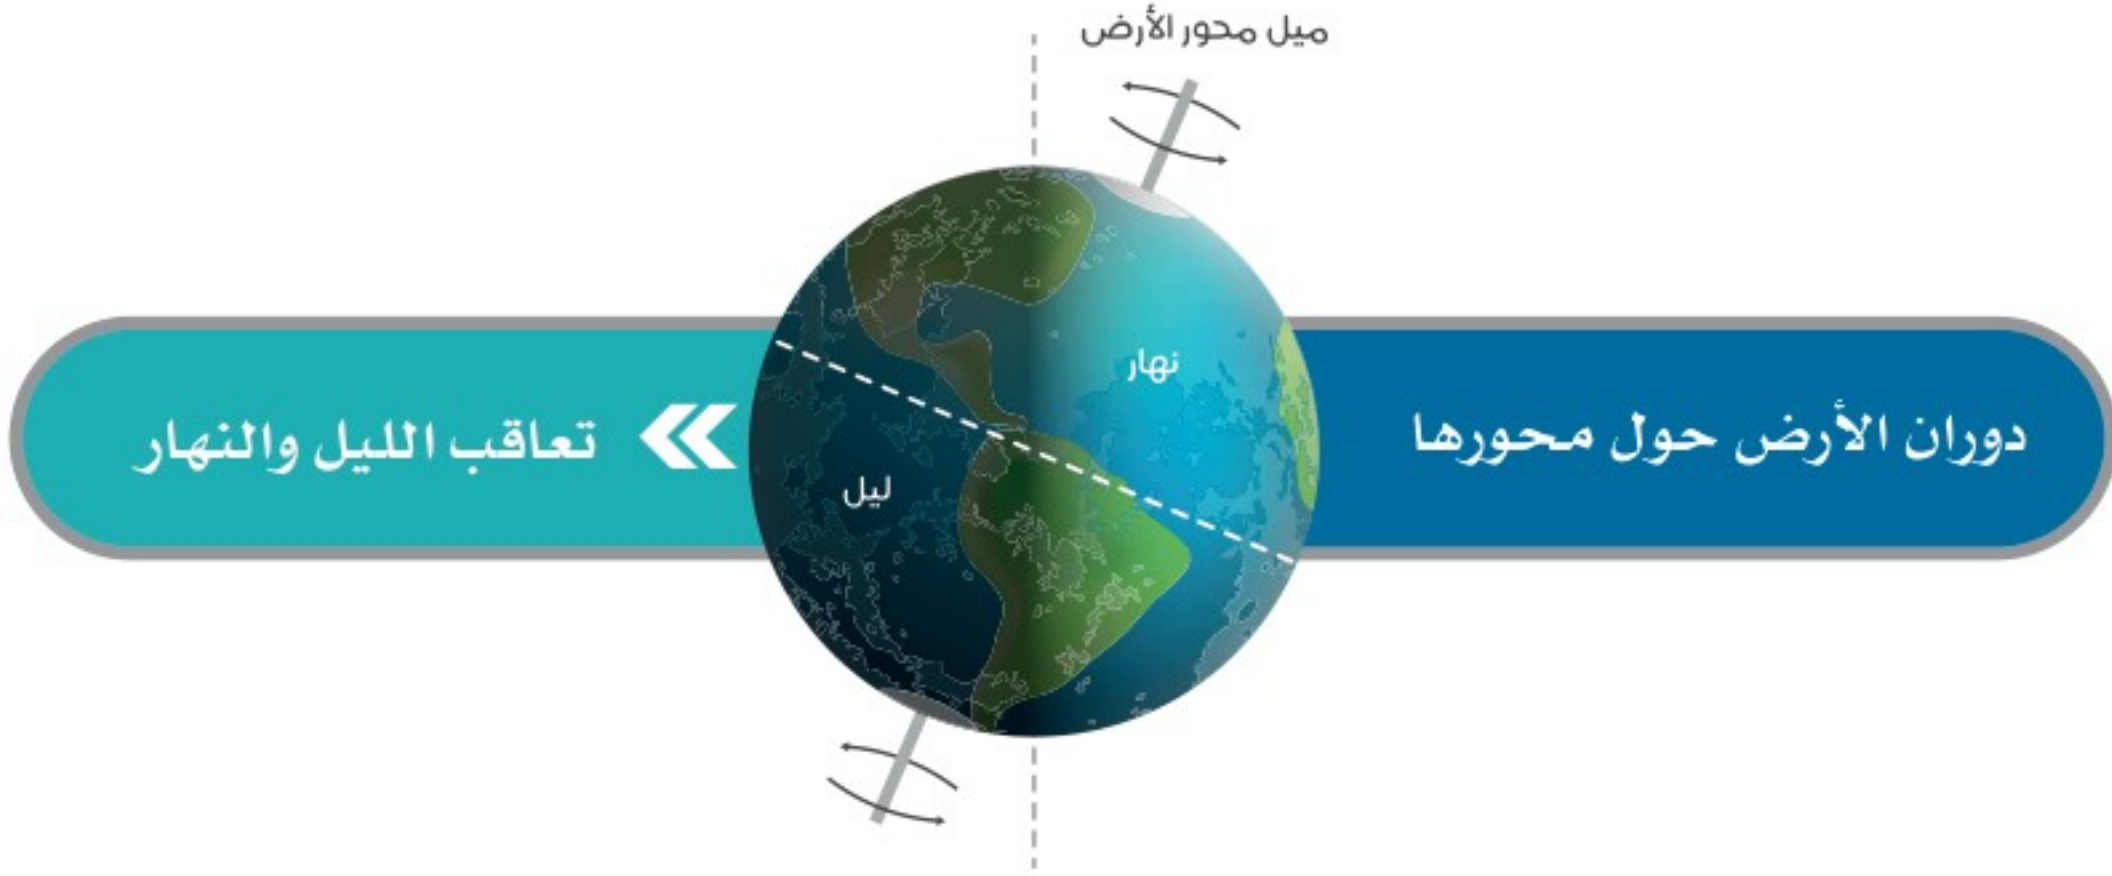 ميل محور الأرض
نهار
دوران الأرض حول محورها
تعاقب الليل والنهار
ليل